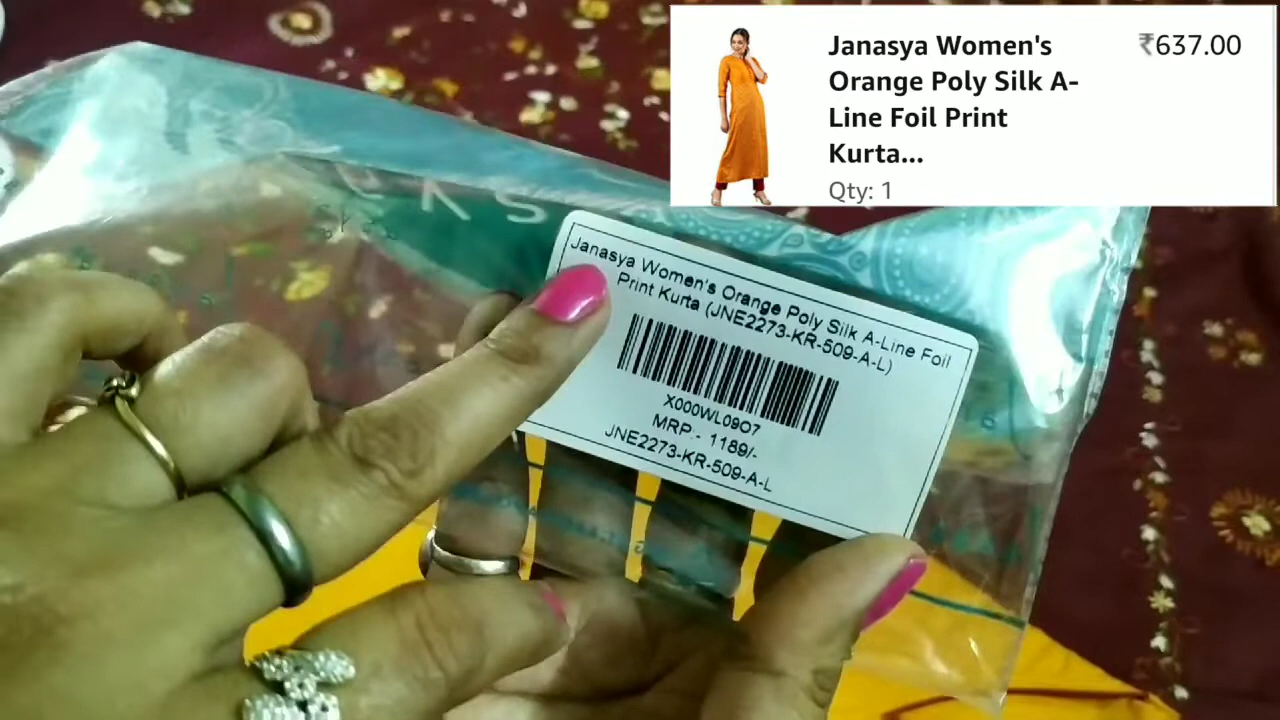 Janasya Women's
Orange Poly Silk A-
Line Foil Print
Kurta...
₹637.00
Qty: 1
Janasya Women's Orange Poly Silk A-Line Foil
Print Kurta (JNE2273-KR-509-A-L)
X000WL09O7
MRP.- 1189/-
JNE2273-KR-509-A-L